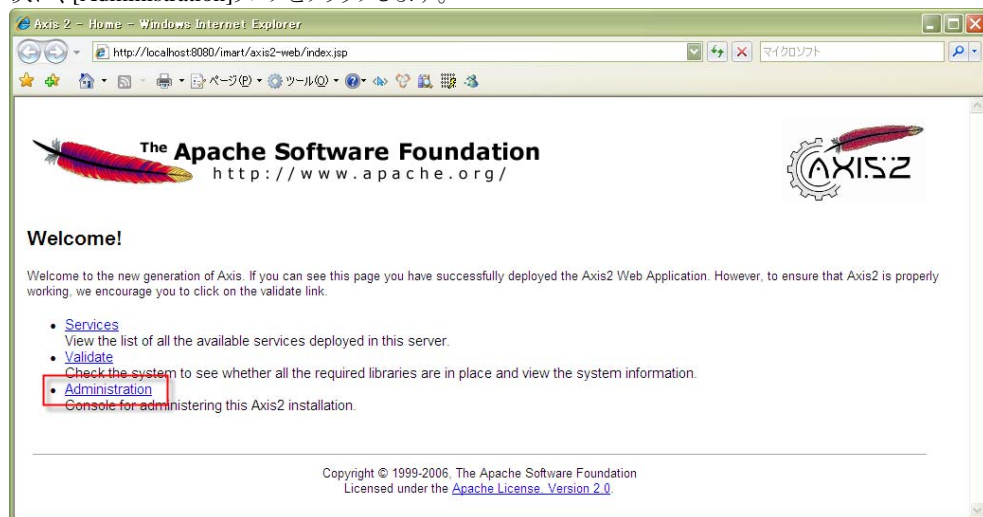 [Administration]
Axis 2 - Home - Windows Internet Explorer
http://localhost:8080/imart/axis2-web/index.jsp
マイクロソフト
ページ(P)
ツール(O)
The Apache Software Foundation
http://www.apache.org/
AXIS2
Welcome!
Welcome to the new generation of Axis. If you can see this page you have successfully deployed the Axis2 Web Application. However, to ensure that Axis2 is properly
working, we encourage you to click on the validate link.
Services
View the list of all the available services deployed in this server.
Validate
Check the system to see whether all the required libraries are in place and view the system information.
Administration
Console for administering this Axis2 installation.
Copyright © 1999-2006, The Apache Software Foundation
Licensed under the Apache License, Version 2.0.